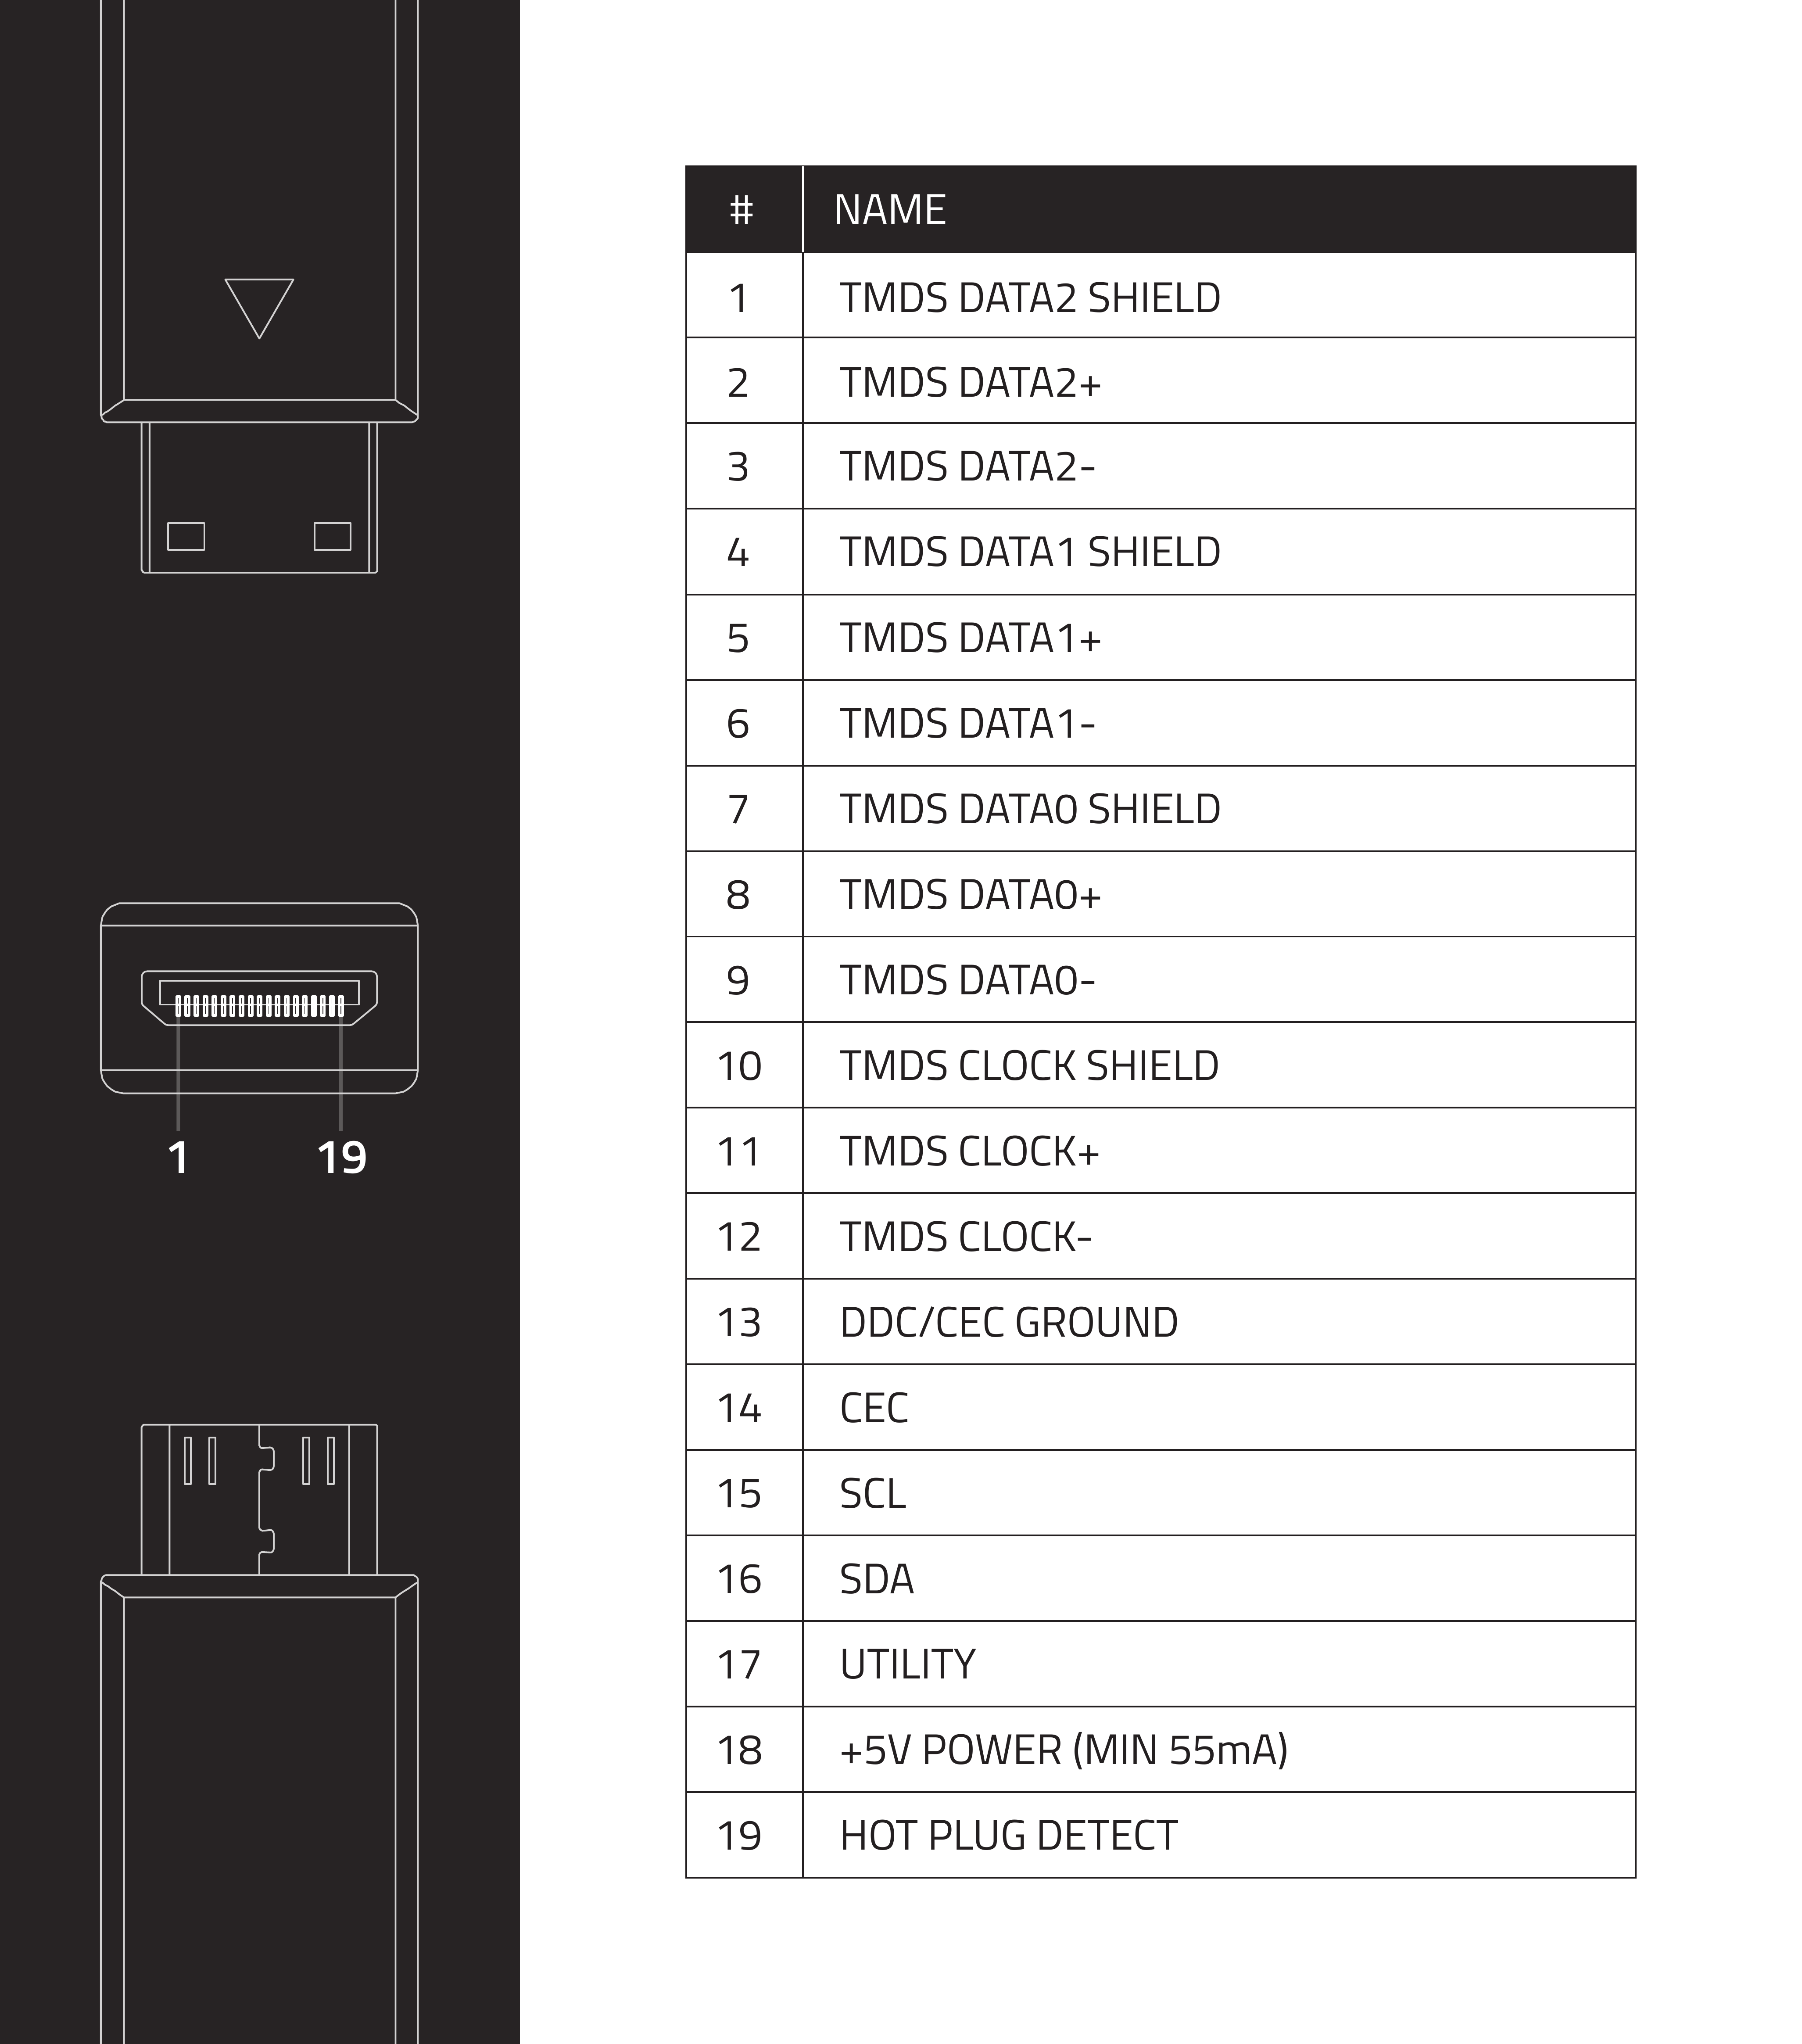 1 19
# NAME
1 TMDS DATA2 SHIELD
2 TMDS DATA2+
3 TMDS DATA2-
4 TMDS DATA1 SHIELD
5 TMDS DATA1+
6 TMDS DATA1-
7 TMDS DATA0 SHIELD
8 TMDS DATA0+
9 TMDS DATA0-
10 TMDS CLOCK SHIELD
11 TMDS CLOCK+
12 TMDS CLOCK-
13 DDC/CEC GROUND
14 CEC
15 SCL
16 SDA
17 UTILITY
18 +5V POWER (MIN 55mA)
19 HOT PLUG DETECT